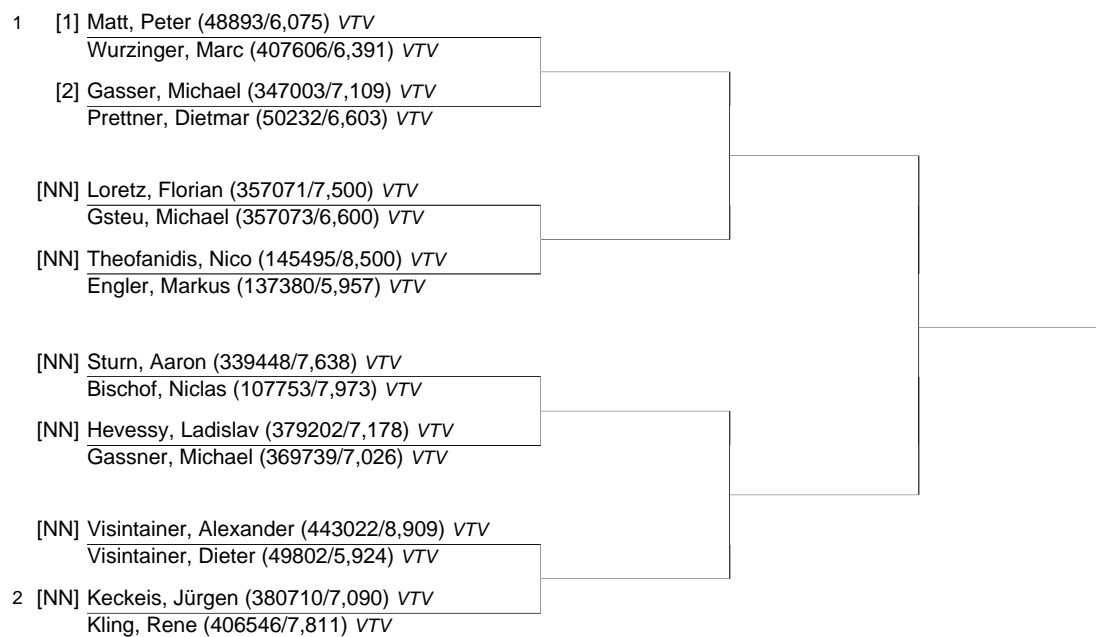 1 [1] Matt, Peter (48893/6,075) VTV
Wurzinger, Marc (407606/6,391) VTV
[2] Gasser, Michael (347003/7,109) VTV
Prettner, Dietmar (50232/6,603) VTV
[NN] Loretz, Florian (357071/7,500) VTV
Gsteu, Michael (357073/6,600) VTV
[NN] Theofanidis, Nico (145495/8,500) VTV
Engler, Markus (137380/5,957) VTV
[NN] Sturn, Aaron (339448/7,638) VTV
Bischof, Niclas (107753/7,973) VTV
[NN] Hevessy, Ladislav (379202/7,178) VTV
Gassner, Michael (369739/7,026) VTV
[NN] Visintainer, Alexander (443022/8,909) VTV
Visintainer, Dieter (49802/5,924) VTV
2 [NN] Keckeis, Jürgen (380710/7,090) VTV
Kling, Rene (406546/7,811) VTV